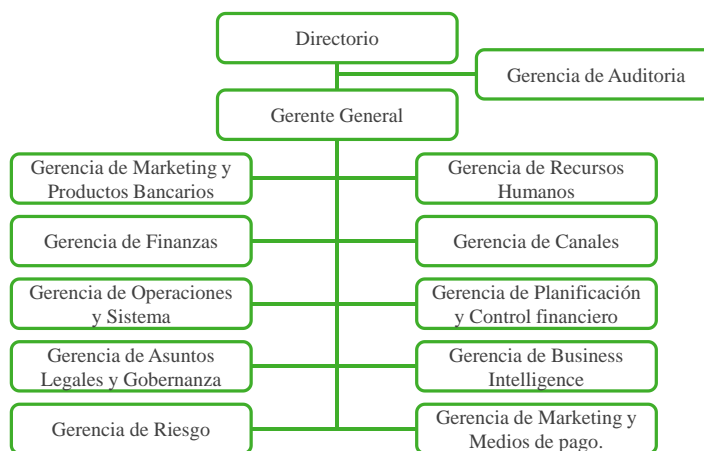 Directorio
Gerencia de Auditoria
Gerente General
Gerencia de Marketing y
Productos Bancarios
Gerencia de Recursos
Humanos
Gerencia de Finanzas
Gerencia de Canales
Gerencia de Operaciones
y Sistema
Gerencia de Planificación
y Control financiero
Gerencia de Asuntos
Legales y Gobernanza
Gerencia de Business
Intelligence
Gerencia de Riesgo
Gerencia de Marketing y
Medios de pago.